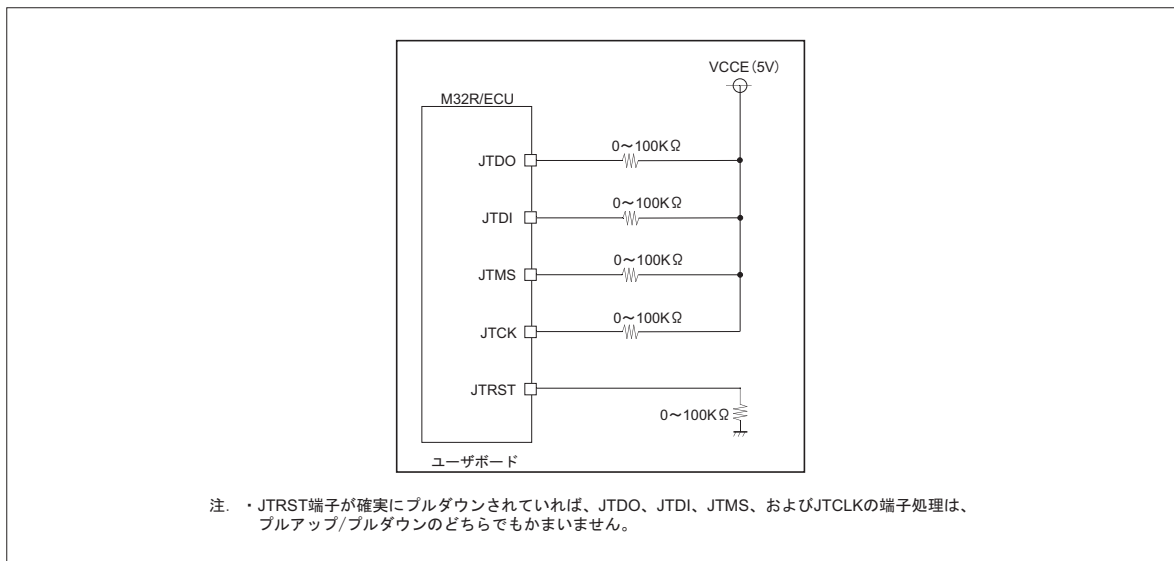 VCCE(5V)
M32R/ECU
0～100KΩ
JTDO
0～100KΩ
JTDI
0～100KΩ
JTMS
0～100KΩ
JTCK
JTRST
0～100KΩ
ユーザボード
注. ・JTRST端子が確実にプルダウンされていれば、JTDO、JTDI、JTMS、およびJTCLKの端子処理は、
プルアップ/プルダウンのどちらでもかまいません。